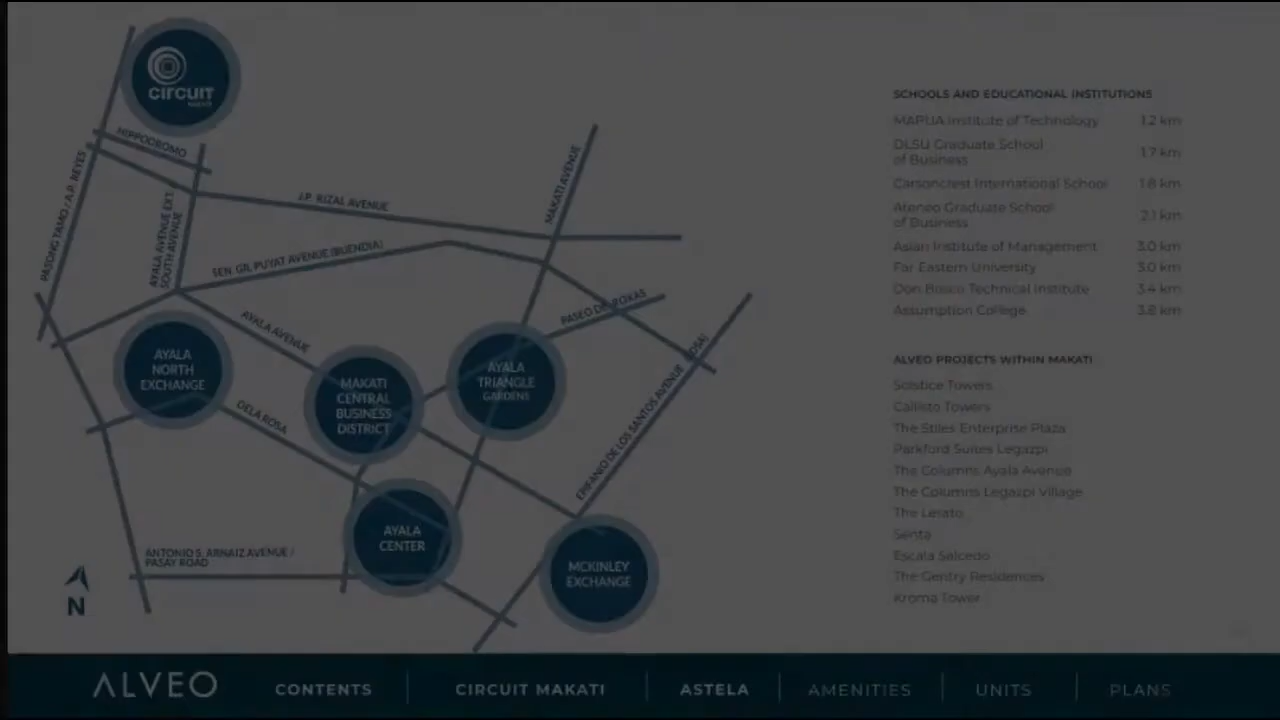 CIRCUIT
MAKATI
HIPPODROMO
PASONG TAMO / A.P. REYES
AYALA AVENUE EXT.
SOUTH AVENUE
J.P. RIZAL AVENUE
MAKATI AVENUE
SEN. GIL PUYAT AVENUE (BUENDIA)
AYALA AVENUE
PASEO DE ROXAS
EPIFANIO DE LOS SANTOS AVENUE (EDSA)
AYALA
NORTH
EXCHANGE
DELA ROSA
MAKATI
CENTRAL
BUSINESS
DISTRICT
AYALA
TRIANGLE
GARDENS
AYALA
CENTER
MCKINLEY
EXCHANGE
ANTONIO S. ARNAIZ AVENUE /
PASAY ROAD
N
SCHOOLS AND EDUCATIONAL INSTITUTIONS
MAPUA Institute of Technology 1.2 km
DLSU Graduate School
of Business 1.7 km
Carsoncrest International School 1.8 km
Ateneo Graduate School
of Business 2.1 km
Asian Institute of Management 3.0 km
Far Eastern University 3.0 km
Don Bosco Technical Institute 3.4 km
Assumption College 3.8 km
ALVEO PROJECTS WITHIN MAKATI
Solstice Towers
Callisto Towers
The Stiles Enterprise Plaza
Parkford Suites Legazpi
The Columns Ayala Avenue
The Columns Legazpi Village
The Lerato
Senta
Escala Salcedo
The Gentry Residences
Kroma Tower
ALVEO CONTENTS CIRCUIT MAKATI ASTELA AMENITIES UNITS PLANS